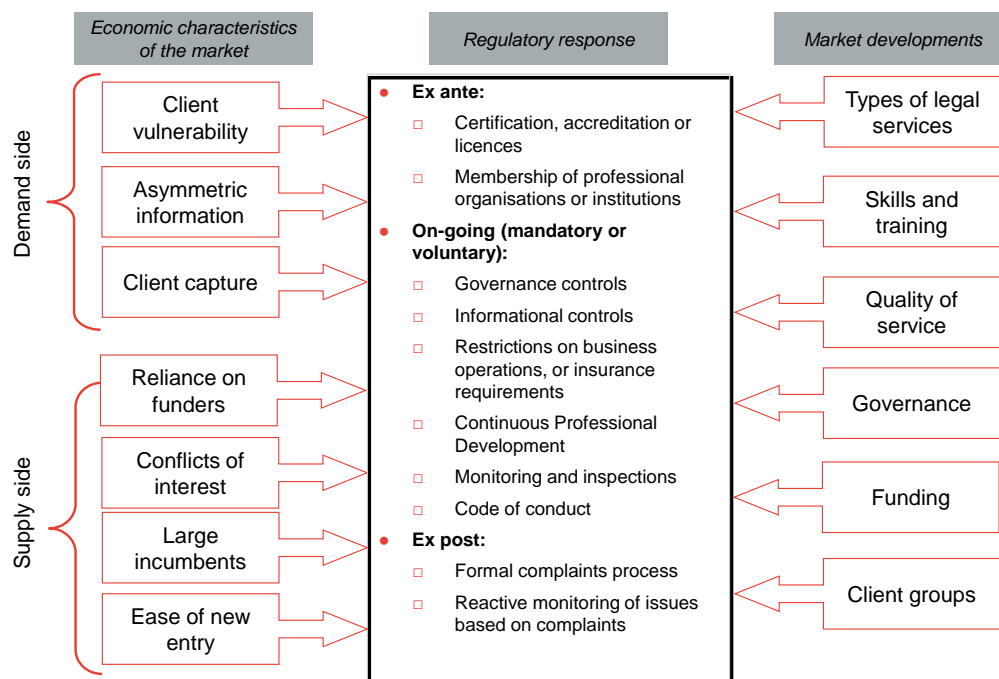 Economic characteristics
of the market
Regulatory response
Market developments
Demand side
Client
vulnerability
Asymmetric
information
Client capture
Supply side
Reliance on
funders
Conflicts of
interest
Large
incumbents
Ease of new
entry
Ex ante:
Certification, accreditation or
licences
Membership of professional
organisations or institutions
On-going (mandatory or
voluntary):
Governance controls
Informational controls
Restrictions on business
operations, or insurance
requirements
Continuous Professional
Development
Monitoring and inspections
Code of conduct
Ex post:
Formal complaints process
Reactive monitoring of issues
based on complaints
Types of legal
services
Skills and
training
Quality of
service
Governance
Funding
Client groups